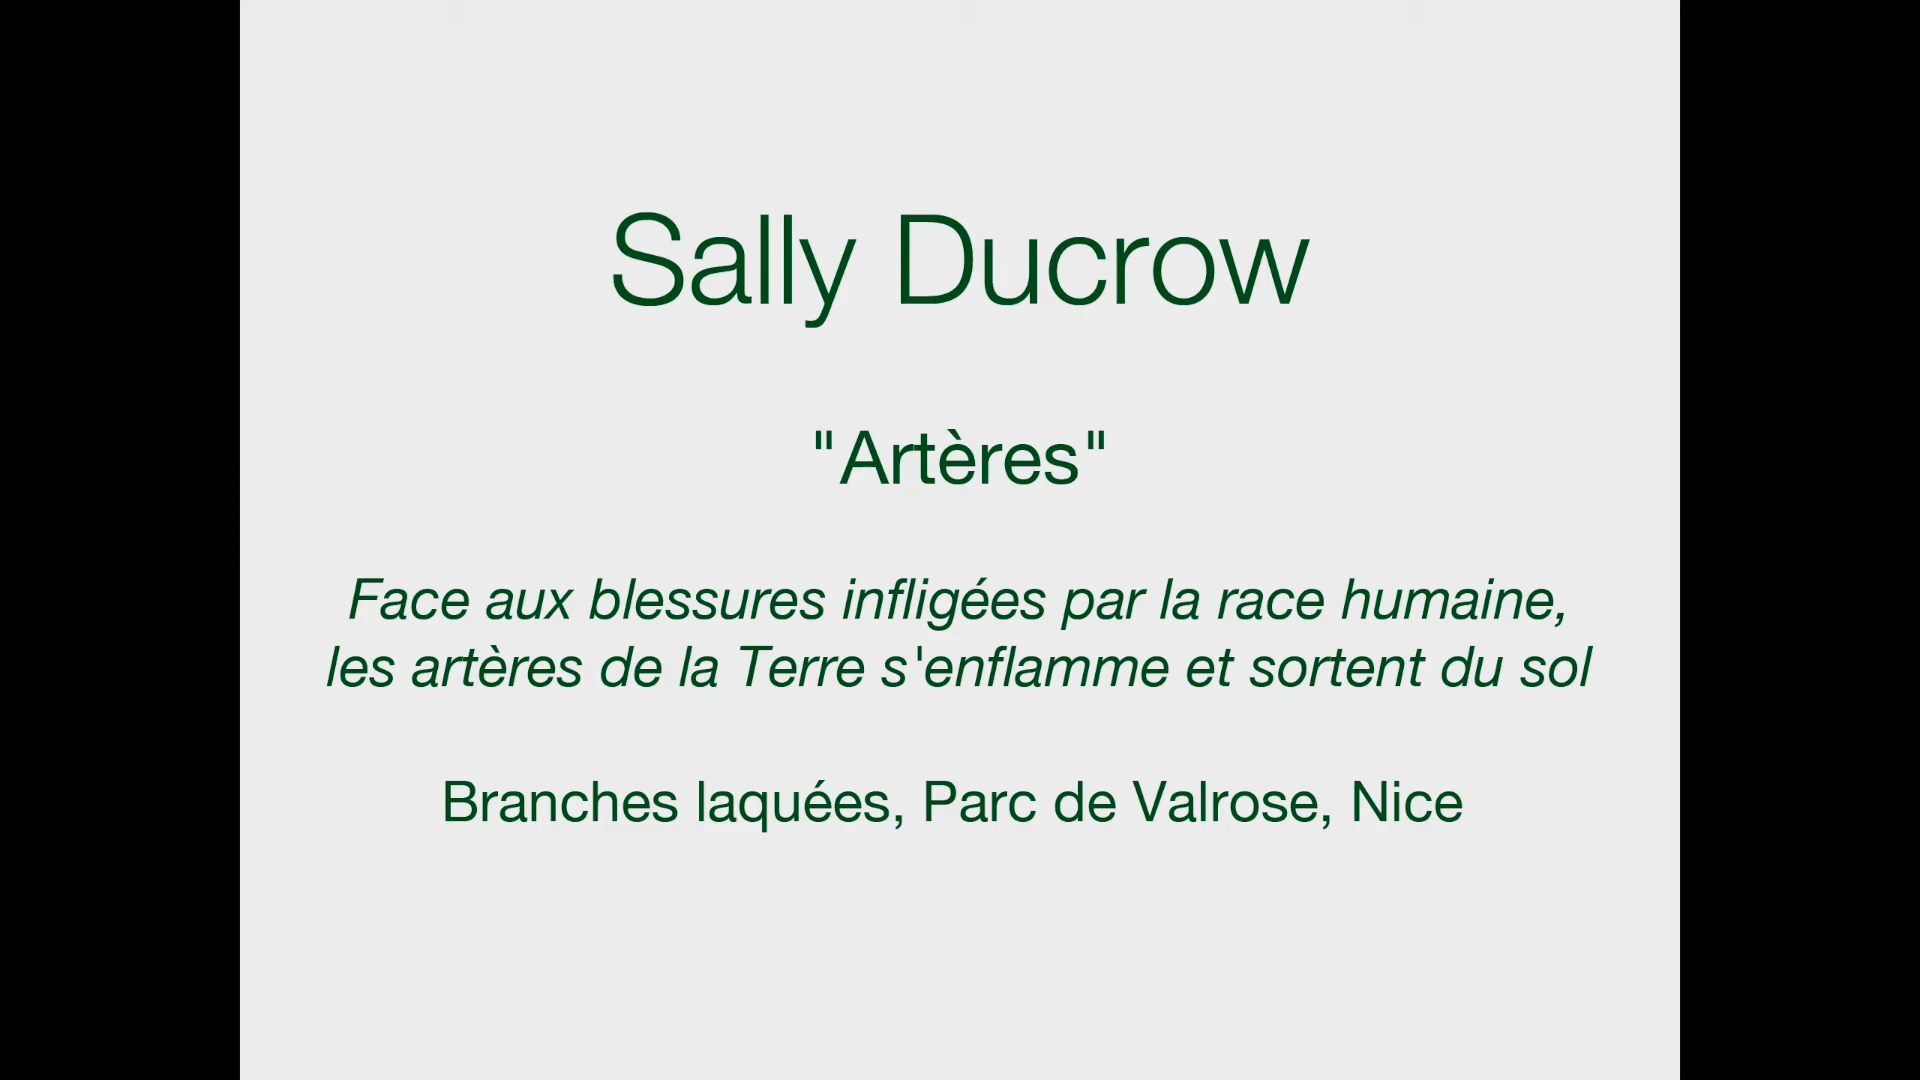 Sally Ducrow
"Artères"
Face aux blessures infligées par la race humaine,
les artères de la Terre s'enflamme et sortent du sol
Branches laquées, Parc de Valrose, Nice